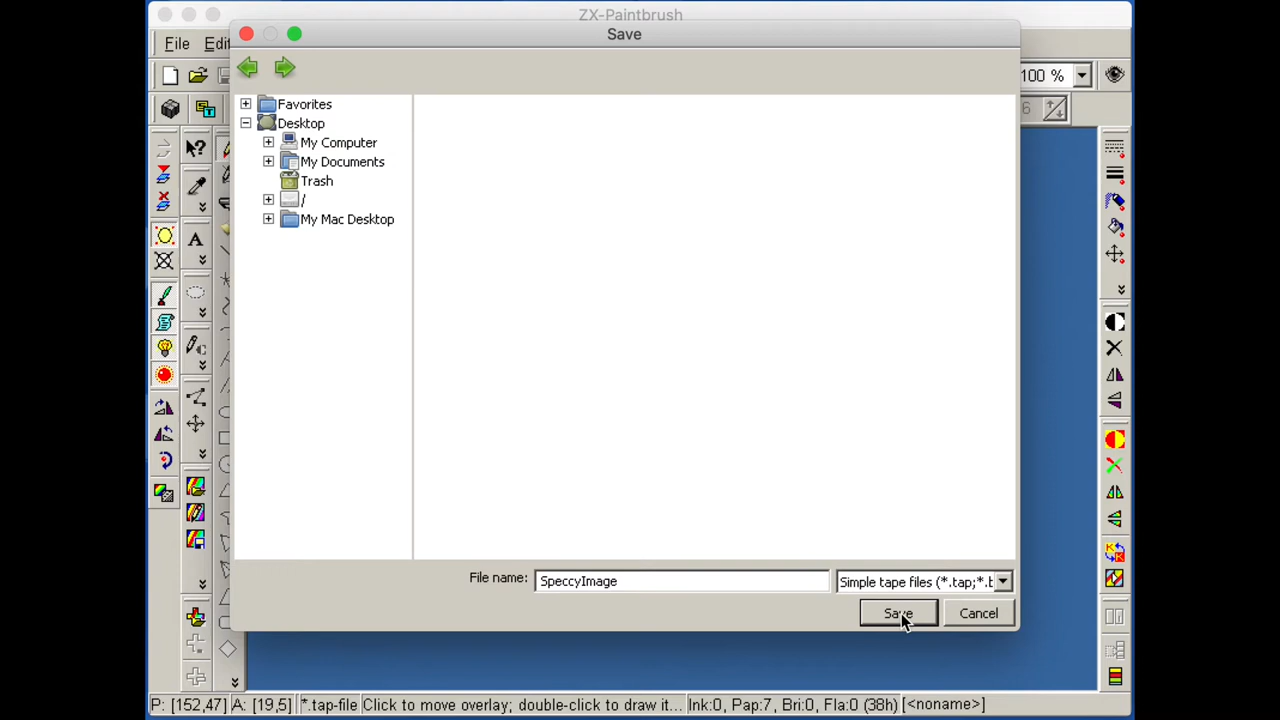 ZX-Paintbrush
Save
File Edi
100 %
6
Favorites
Desktop
My Computer
My Documents
Trash
/
My Mac Desktop
A
File name: SpeccyImage Simple tape files (*.tap;*.t
Save Cancel
P: [152,47] A: [19,5] *.tap-file Click to move overlay; double-click to draw it... Ink:0, Pap:7, Bri:0, Fla:0 (38h) [<noname>]